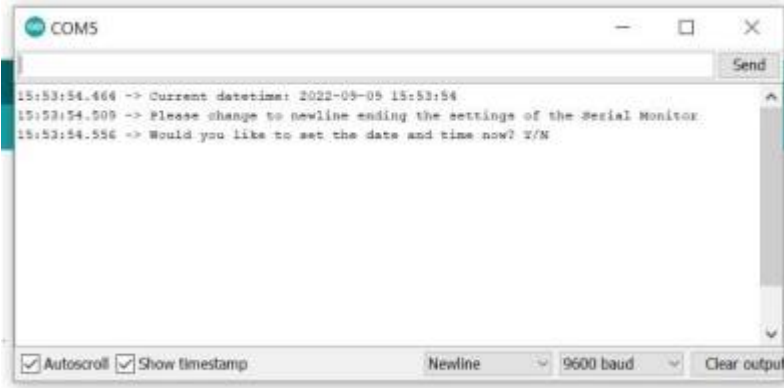 COM5
Send
15:53:54.464 -> Current datetime: 2022-09-09 15:53:54
15:53:54.509 -> Please change to newline ending the settings of the Serial Monitor
15:53:54.556 -> Would you like to set the date and time now? Y/N
Autoscroll Show timestamp Newline 9600 baud Clear output